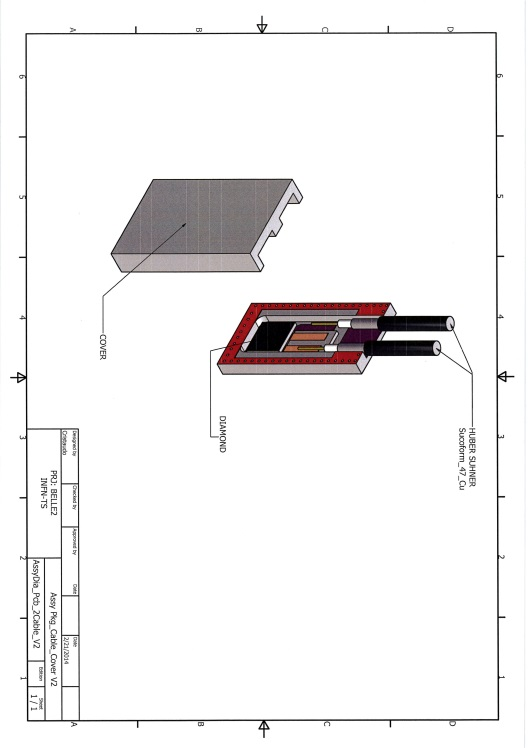 6
5
4
3
2
1
D
C
B
A
HUBER SUHNER
Sucoform_47_Cu
DIAMOND
COVER
6
5
4
3
2
1
D
C
B
A
Designed by
Cristaudo
Checked by
Approved by
Date
Date
2/21/2014
PRJ: BELLE2
INFN-TS
Assy Pkg_Cable_Cover V2
AssyDia_Pcb_2Cable_V2
Edition
Sheet
1 / 1